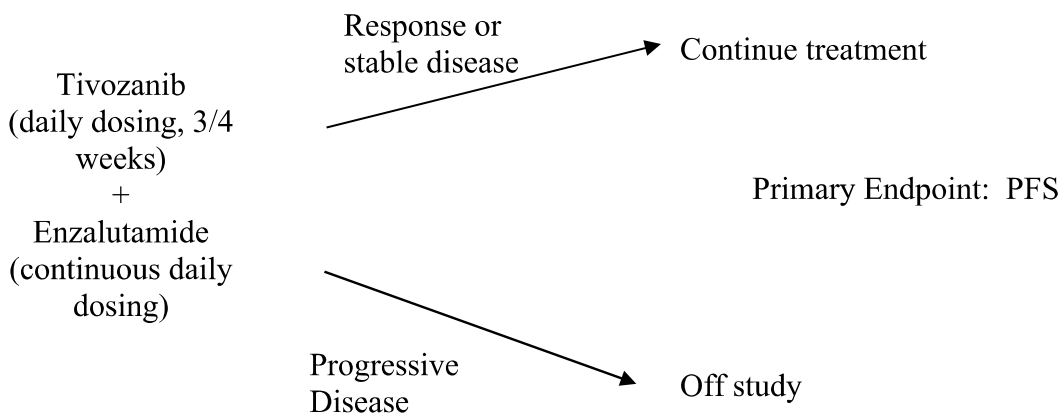 Tivozanib
(daily dosing, 3/4
weeks)
+
Enzalutamide
(continuous daily
dosing)
Response or
stable disease
Continue treatment
Primary Endpoint:  PFS
Progressive
Disease
Off study